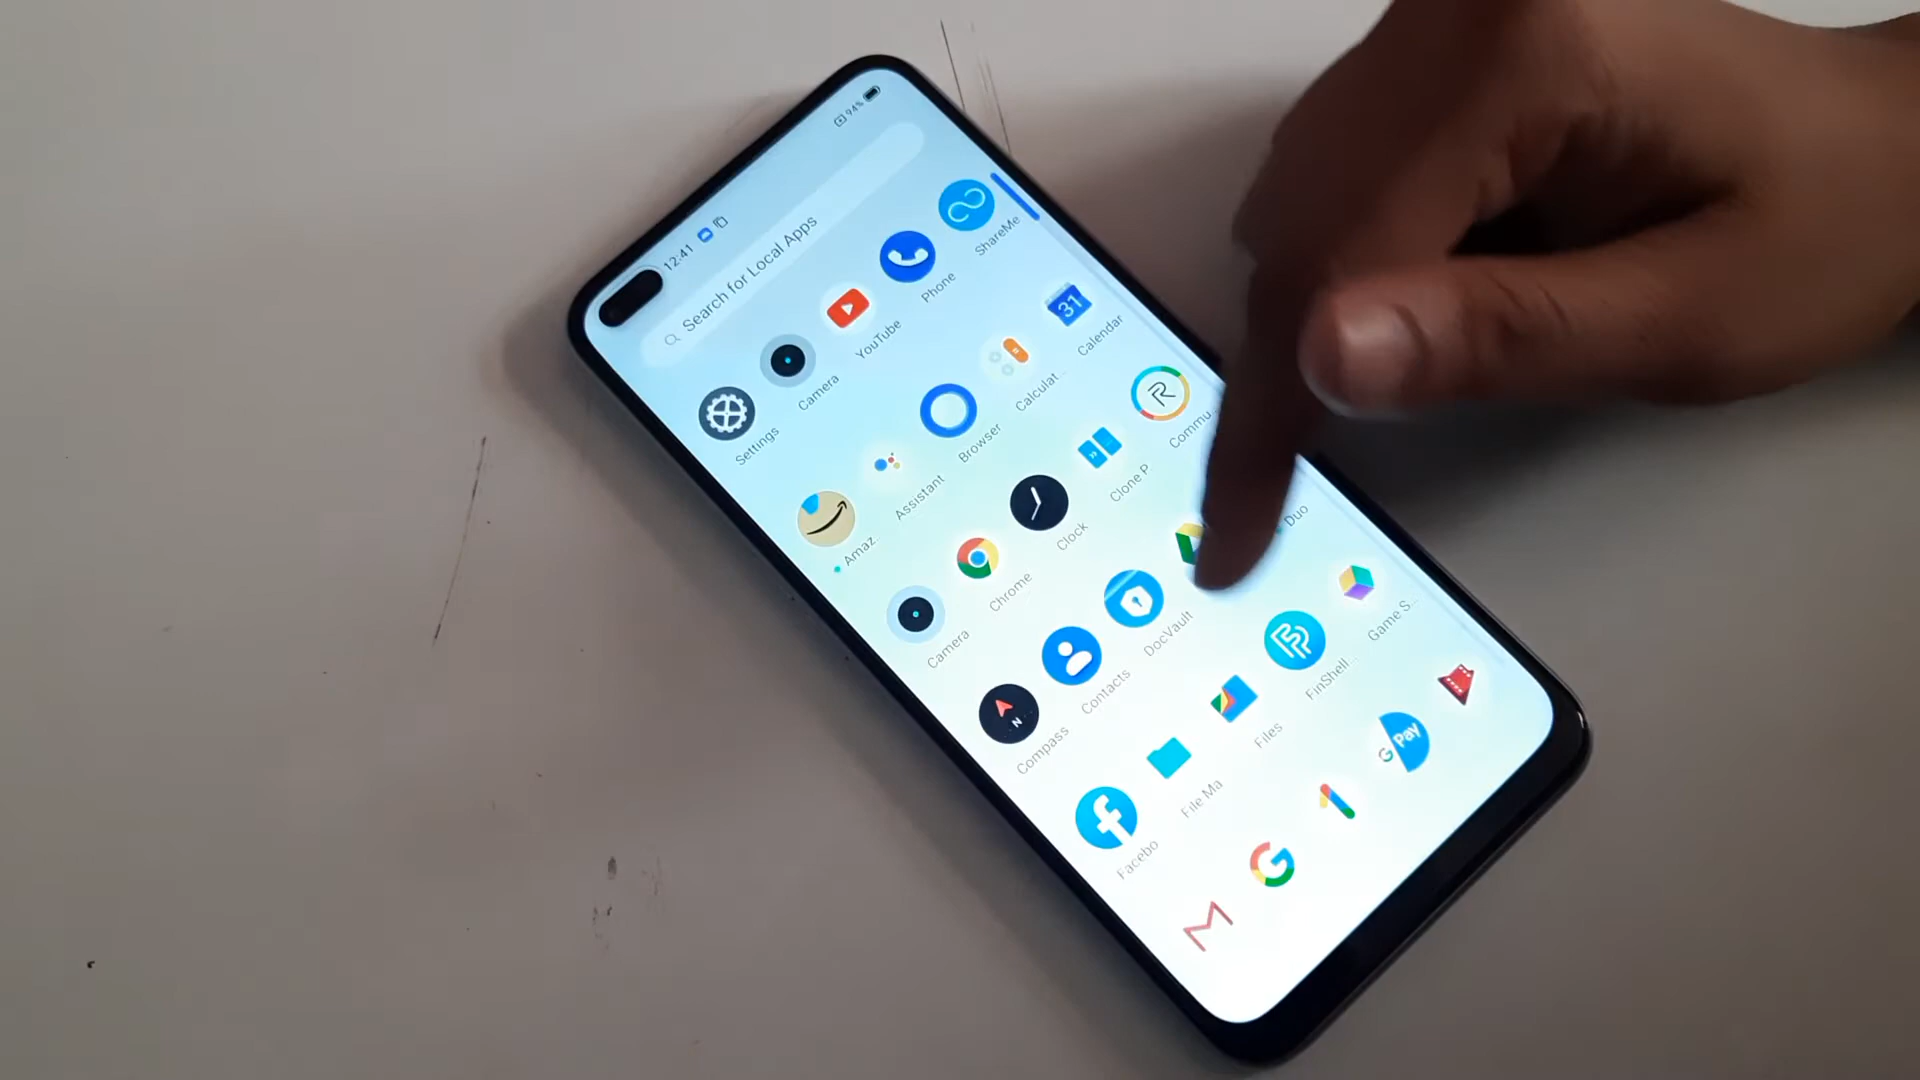 12:41
94%
Search for Local Apps
Settings
Camera
YouTube
Phone
ShareMe
Amaz
Assistant
Browser
Calculat...
31
Calendar
Camera
Chrome
Clock
Clone P
Commu...
N
Compass
Contacts
DocVault
Duo
Facebo
File Ma
Files
FinShell...
Game S...
G Pay